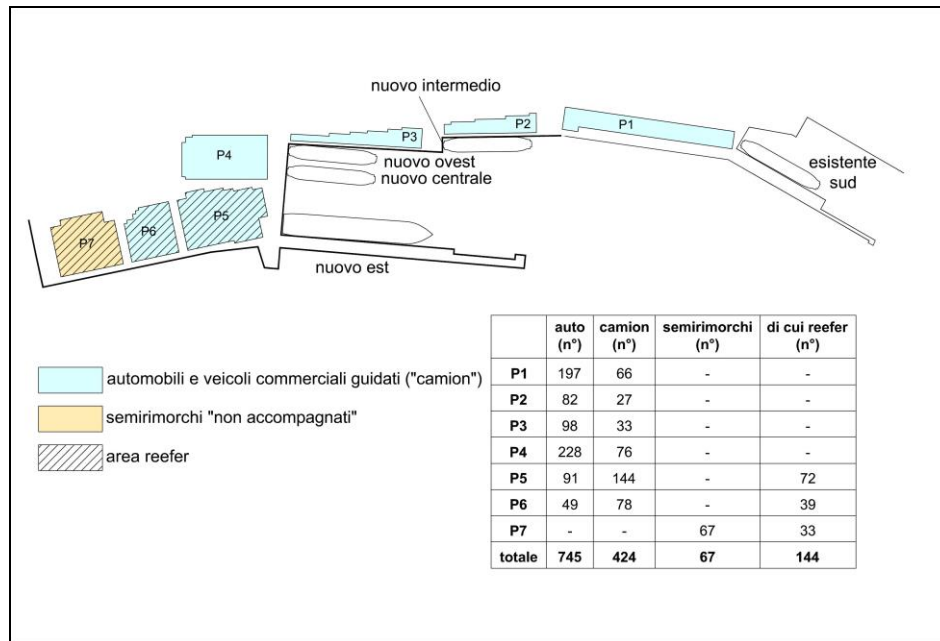 nuovo intermedio
P3
P2
P1
P4
nuovo ovest
nuovo centrale
esistente
sud
P7
P6
P5
nuovo est
auto (n°) camion (n°) semirimorchi (n°) di cui reefer (n°)
P1 197 66 - -
P2 82 27 - -
P3 98 33 - -
P4 228 76 - -
P5 91 144 - 72
P6 49 78 - 39
P7 - - 67 33
totale 745 424 67 144
automobili e veicoli commerciali guidati ("camion")
semirimorchi "non accompagnati"
area reefer